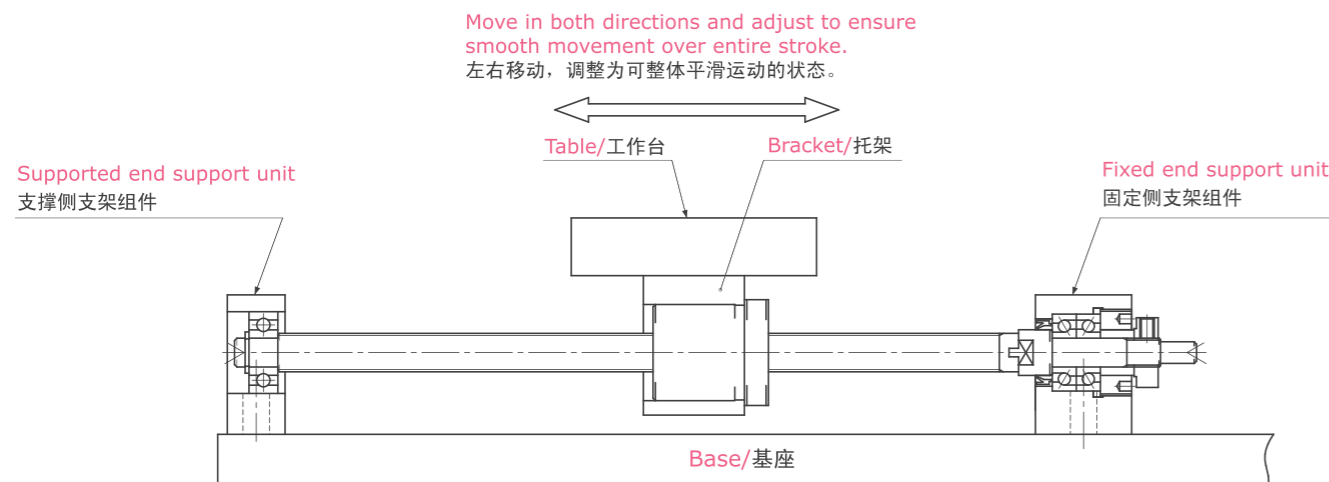 Move in both directions and adjust to ensure
smooth movement over entire stroke.
左右移动，调整为可整体平滑运动的状态。
Table/工作台
Bracket/托架
Supported end support unit
支撑侧支架组件
Fixed end support unit
固定侧支架组件
Base/基座